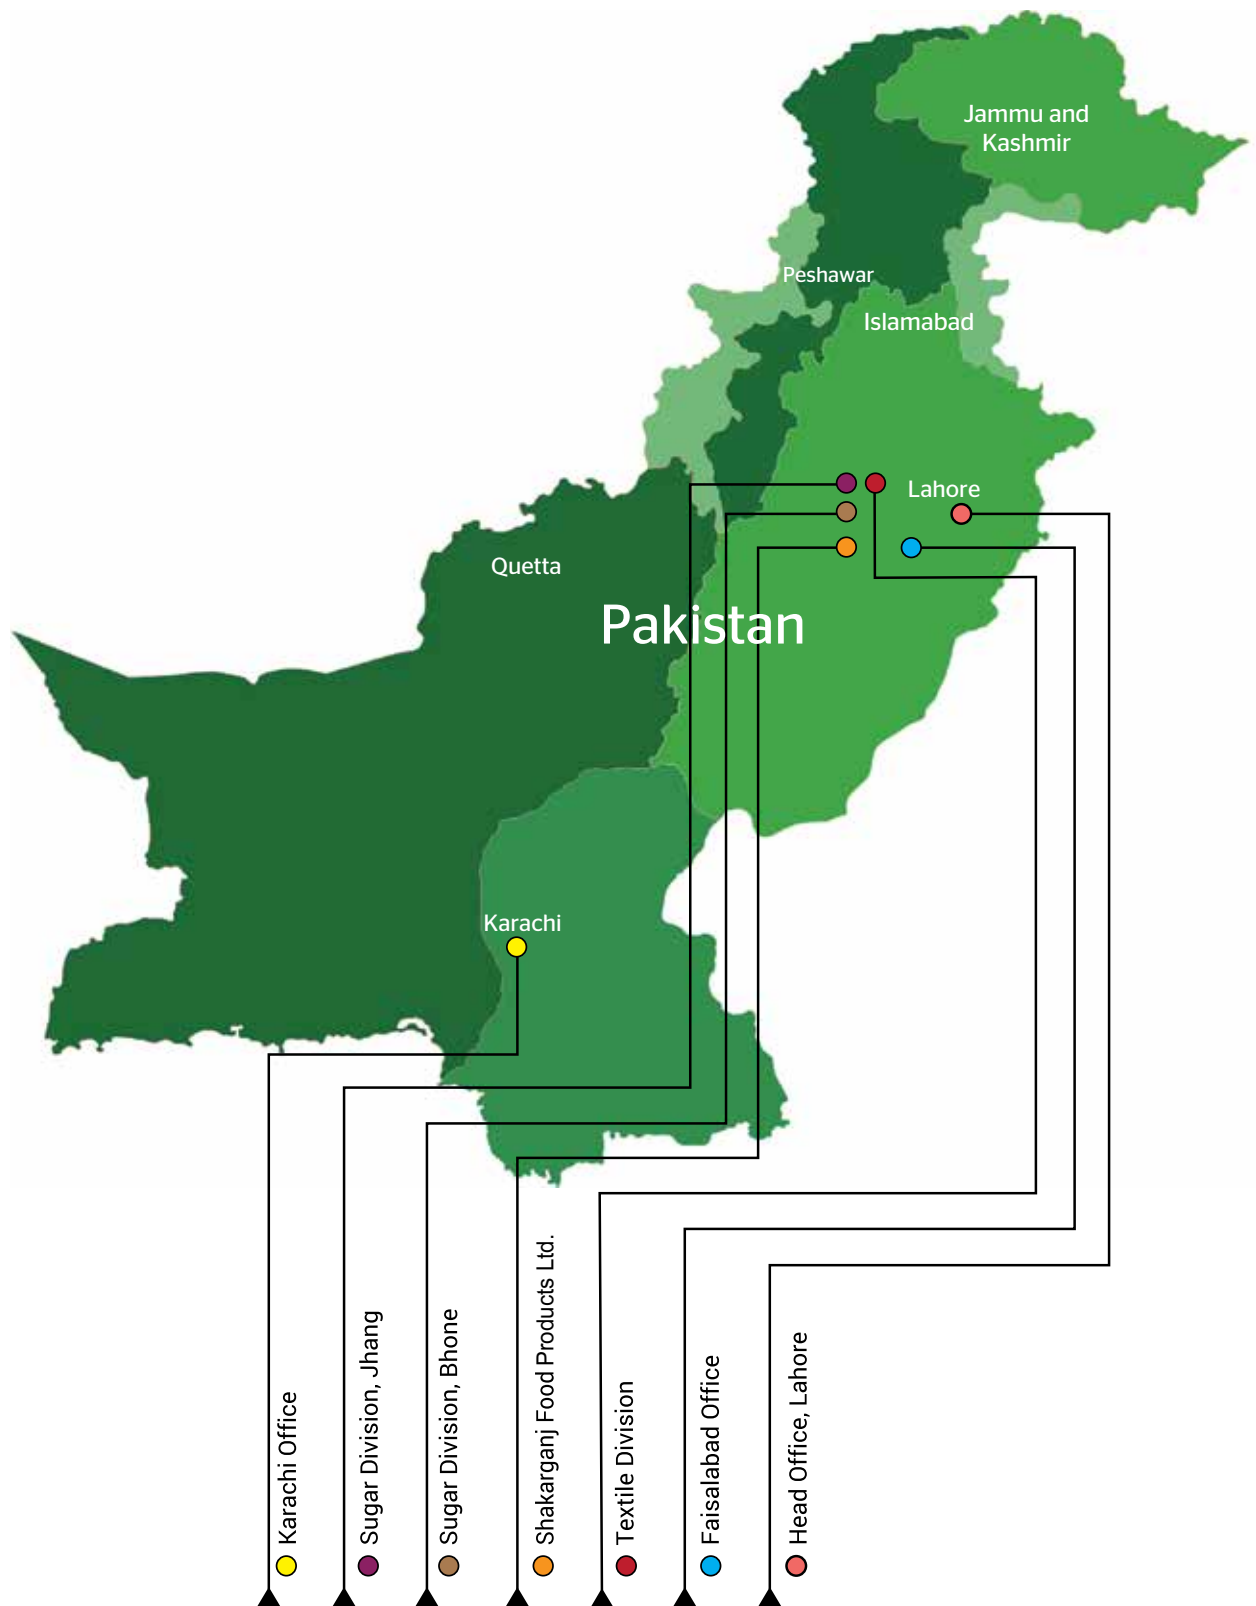 Jammu and
Kashmir
Peshawar
Islamabad
Lahore
Quetta
Pakistan
Karachi
Karachi Office
Sugar Division, Jhang
Sugar Division, Bhone
Shakarganj Food Products Ltd.
Textile Division
Faisalabad Office
Head Office, Lahore